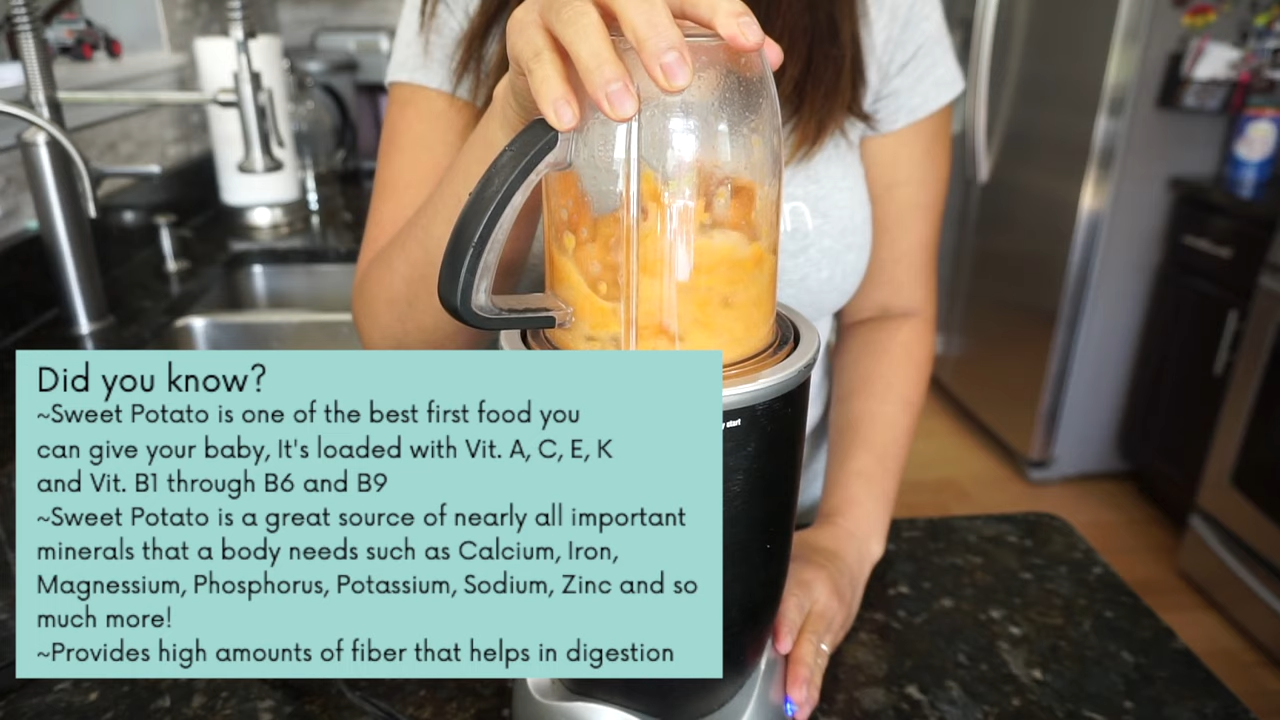 Did you know?
~Sweet Potato is one of the best first food you
can give your baby, It's loaded with Vit. A, C, E, K
and Vit. B1 through B6 and B9
~Sweet Potato is a great source of nearly all important
minerals that a body needs such as Calcium, Iron,
Magnessium, Phosphorus, Potassium, Sodium, Zinc and so
much more!
~Provides high amounts of fiber that helps in digestion
start